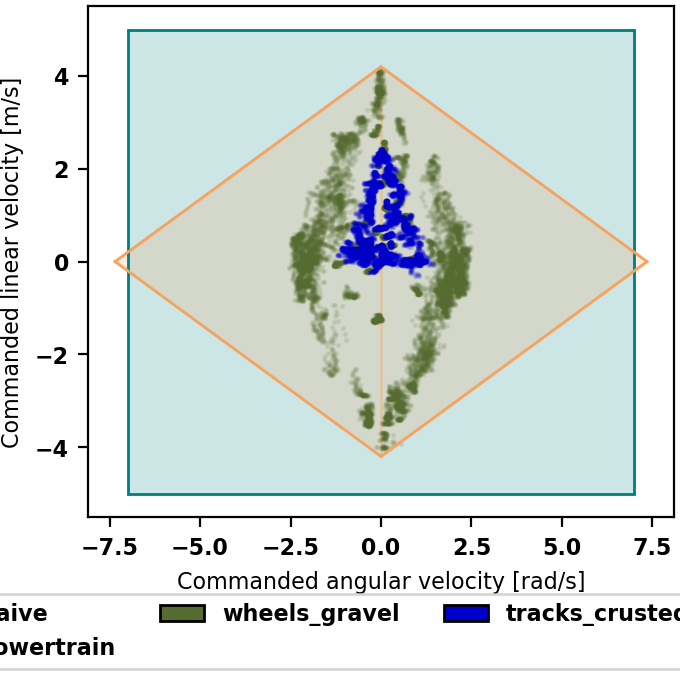 Commanded linear velocity [m/s]
4
2
0
−2
−4
−7.5 −5.0 −2.5 0.0 2.5 5.0 7.5
Commanded angular velocity [rad/s]
aive wheels_gravel tracks_crusted
owertrain